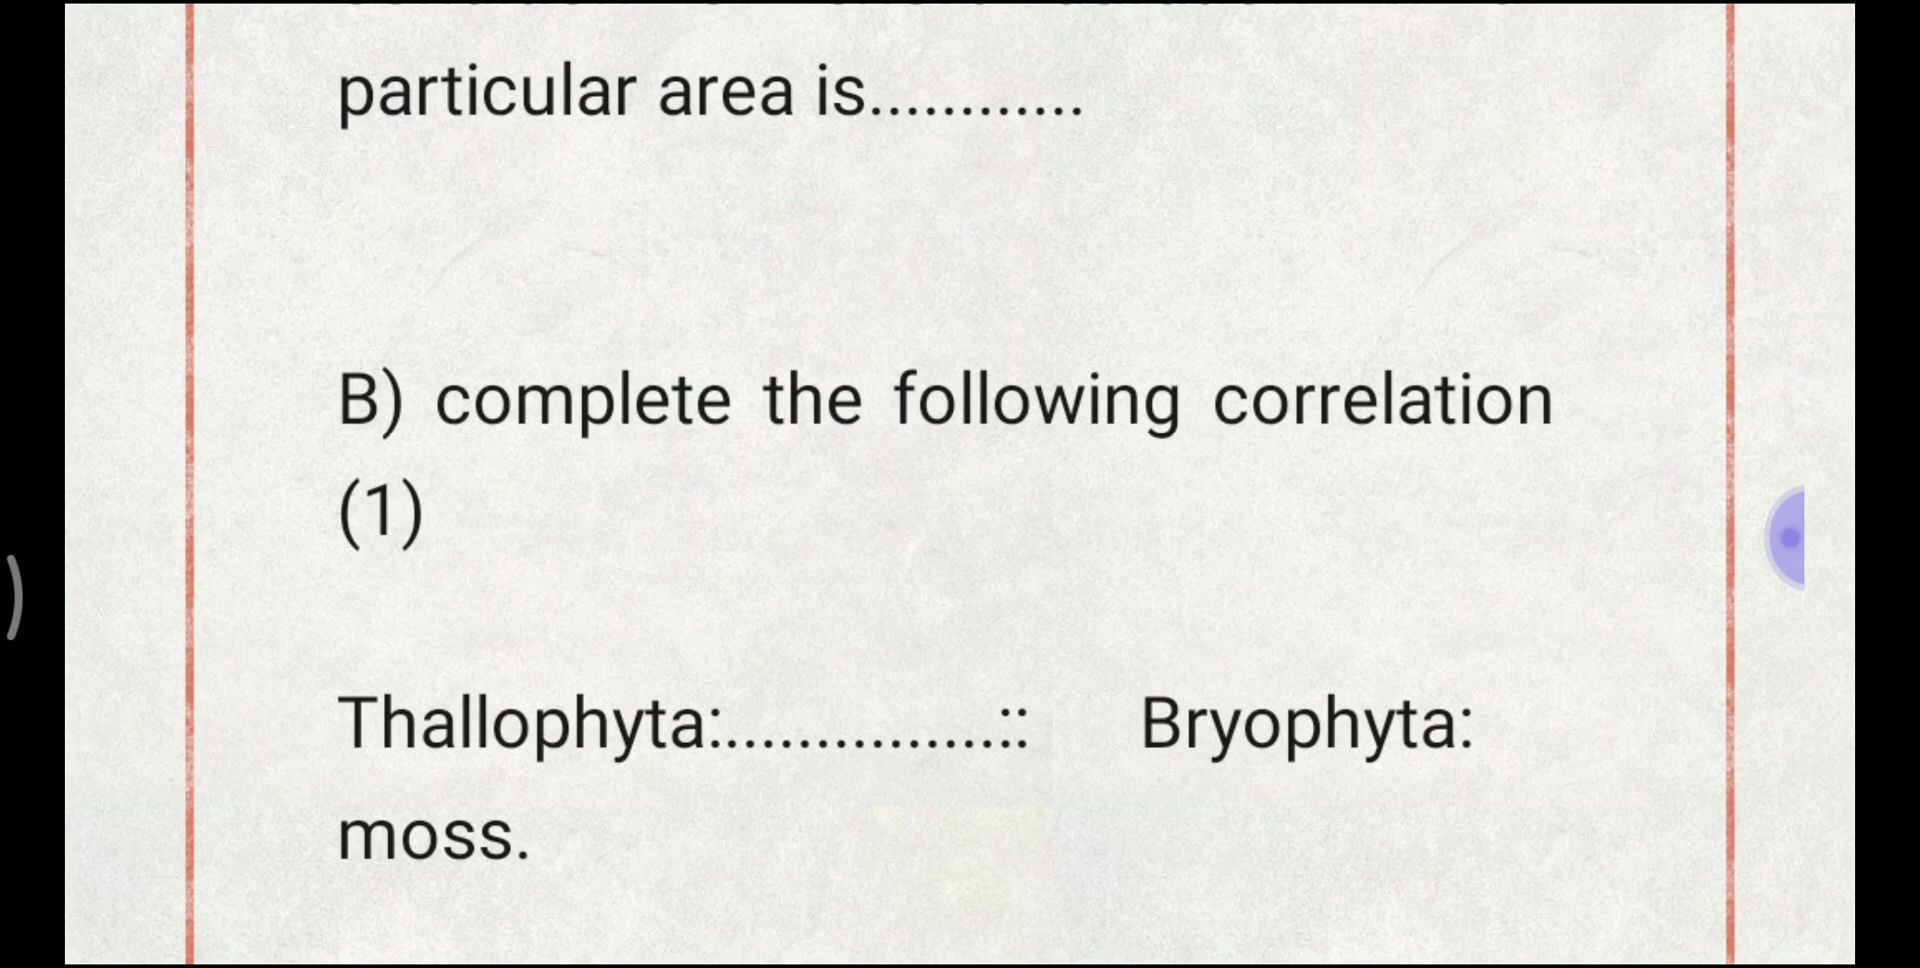 particular area is............
B) complete the following correlation
(1)
Thallophyta:................:: Bryophyta:
moss.